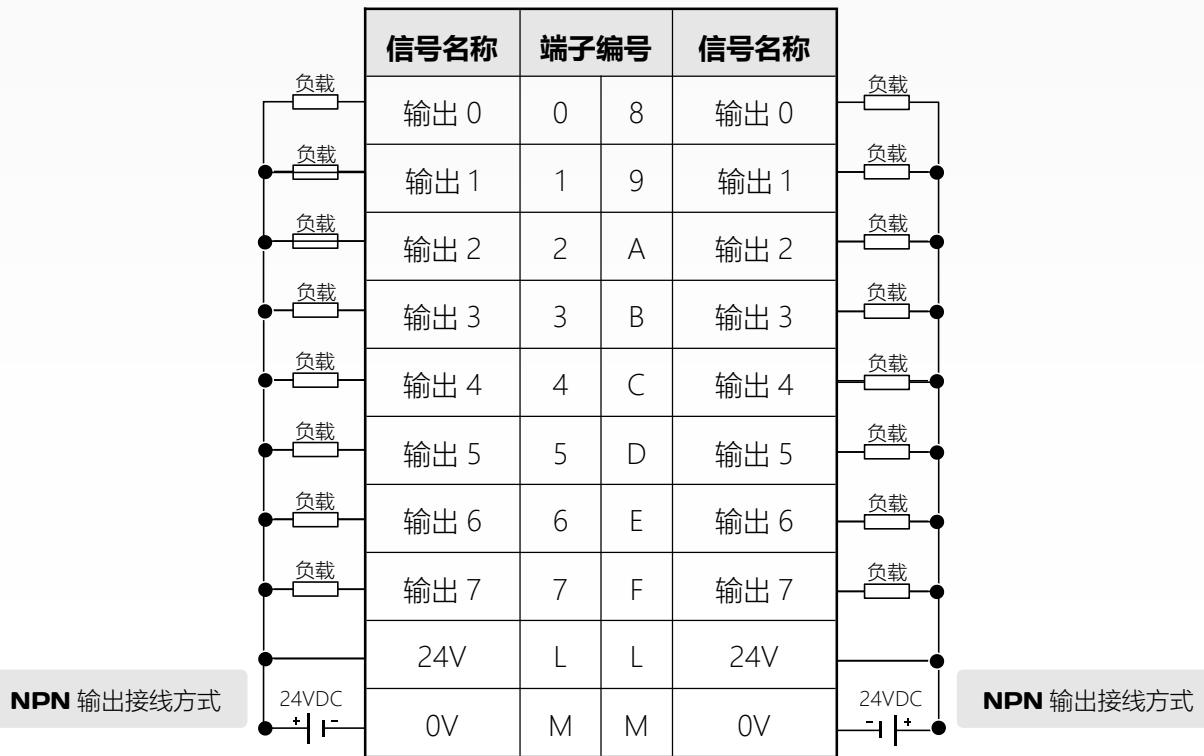 信号名称 端子编号 信号名称
负载 输出 0 0 8 输出 0 负载
负载 输出 1 1 9 输出 1 负载
负载 输出 2 2 A 输出 2 负载
负载 输出 3 3 B 输出 3 负载
负载 输出 4 4 C 输出 4 负载
负载 输出 5 5 D 输出 5 负载
负载 输出 6 6 E 输出 6 负载
负载 输出 7 7 F 输出 7 负载
24V L L 24V
NPN 输出接线方式 24VDC + - 0V M M 0V 24VDC - + NPN 输出接线方式